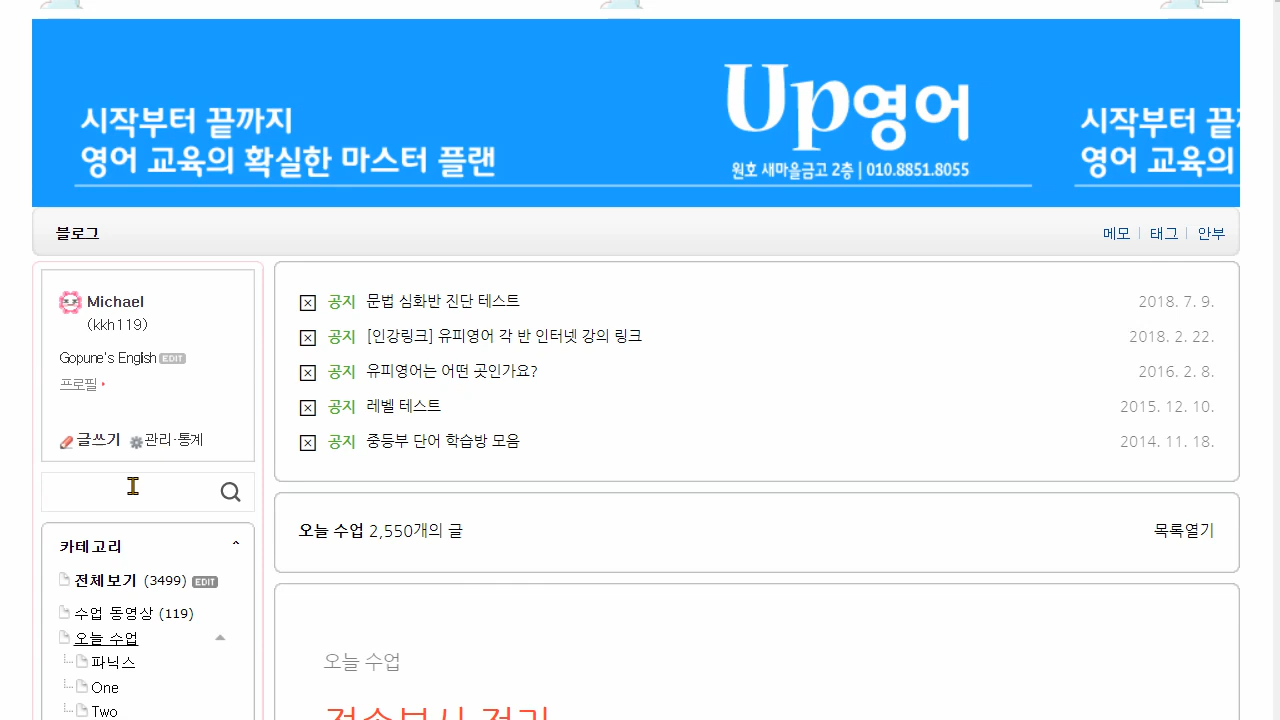 시작부터 끝까지
영어 교육의 확실한 마스터 플랜
Up영어
원호 새마을금고 2층 | 010.8851.8055
시작부터 끝
영어 교육의
블로그
메모 | 태그 | 안부
Michael
(kkh119)
Gopune's English EDIT
프로필
글쓰기 관리·통계
카테고리
전체보기 (3499) EDIT
수업 동영상 (119)
오늘 수업
파닉스
One
Two
공지 문법 심화반 진단 테스트 2018. 7. 9.
공지 [인강링크] 유피영어 각 반 인터넷 강의 링크 2018. 2. 22.
공지 유피영어는 어떤 곳인가요? 2016. 2. 8.
공지 레벨 테스트 2015. 12. 10.
공지 중등부 단어 학습방 모음 2014. 11. 18.
오늘 수업 2,550개의 글 목록열기
오늘 수업